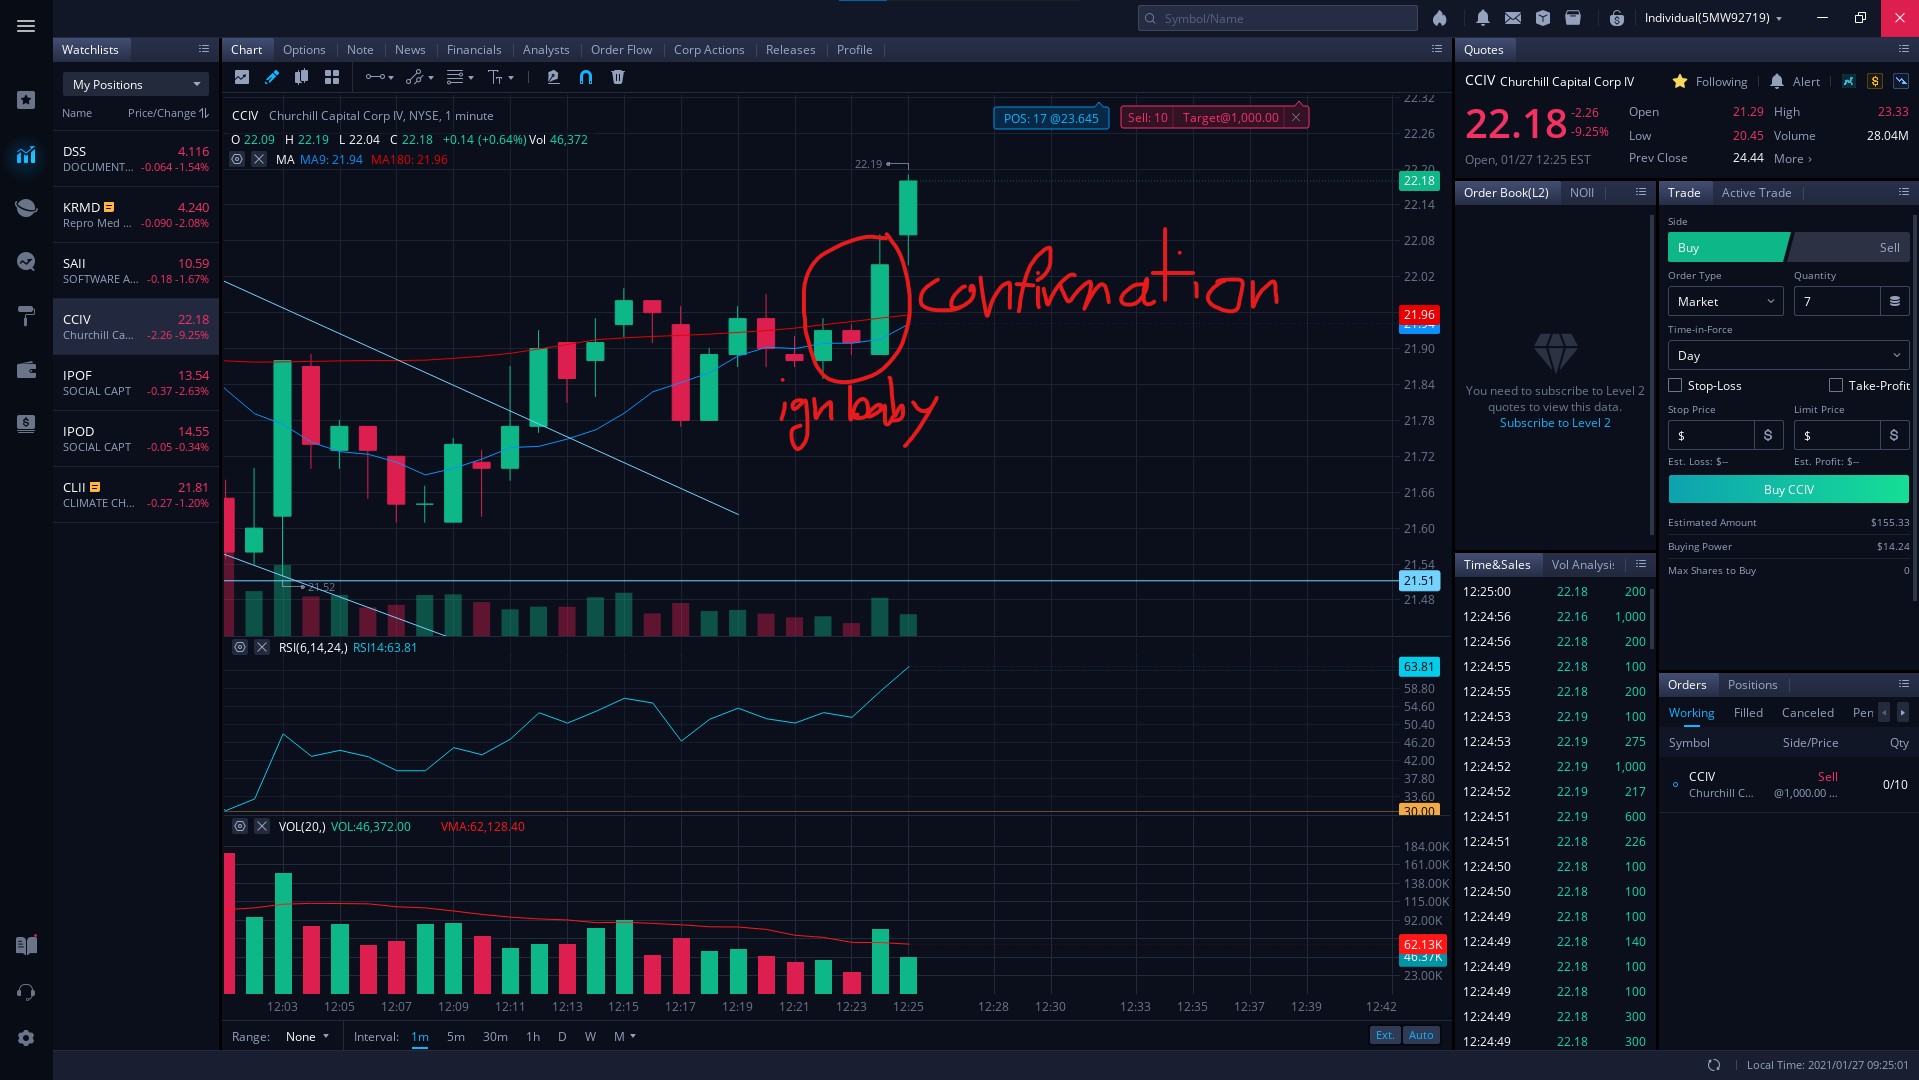 Symbol/Name
Individual(5MW92719)
Watchlists
My Positions
Name Price/Change
DSS 4.116
DOCUMENT... -0.064 -1.54%
KRMD 4.240
Repro Med ... -0.090 -2.08%
SAII 10.59
SOFTWARE A... -0.18 -1.67%
CCIV 22.18
Churchill Ca... -2.26 -9.25%
IPOF 13.54
SOCIAL CAPT -0.37 -2.63%
IPOD 14.55
SOCIAL CAPT -0.05 -0.34%
CLII 21.81
CLIMATE CH... -0.27 -1.20%
Chart Options Note News Financials Analysts Order Flow Corp Actions Releases Profile
CCIV Churchill Capital Corp IV, NYSE, 1 minute
POS: 17 @23.645 Sell: 10 Target@1,000.00
O 22.09 H 22.19 L 22.04 C 22.18 +0.14 (+0.64%) Vol 46,372
MA MA9: 21.94 MA180: 21.96
22.19
confirmation
ign baby
21.52
22.32
22.26
22.20
22.18
22.14
22.08
22.02
21.96
21.94
21.90
21.84
21.78
21.72
21.66
21.60
21.54
21.51
21.48
RSI(6,14,24,) RSI14:63.81
63.81
58.80
54.60
50.40
46.20
42.00
37.80
33.60
30.00
VOL(20,) VOL:46,372.00 VMA:62,128.40
184.00K
161.00K
138.00K
115.00K
92.00K
62.13K
46.37K
23.00K
12:03 12:05 12:07 12:09 12:11 12:13 12:15 12:17 12:19 12:21 12:23 12:25 12:28 12:30 12:33 12:35 12:37 12:39 12:42
Range: None Interval: 1m 5m 30m 1h D W M Ext. Auto
Quotes
CCIV Churchill Capital Corp IV Following Alert
22.18 -2.26
-9.25%
Open, 01/27 12:25 EST
Open 21.29 High 23.33
Low 20.45 Volume 28.04M
Prev Close 24.44 More ›
Order Book(L2) NOII
You need to subscribe to Level 2
quotes to view this data.
Subscribe to Level 2
Time&Sales Vol Analysis
12:25:00 22.18 200
12:24:56 22.16 1,000
12:24:56 22.18 200
12:24:55 22.18 100
12:24:55 22.18 200
12:24:53 22.19 100
12:24:53 22.19 275
12:24:52 22.19 1,000
12:24:52 22.19 217
12:24:51 22.19 600
12:24:51 22.18 226
12:24:50 22.18 100
12:24:50 22.18 100
12:24:49 22.18 100
12:24:49 22.18 140
12:24:49 22.18 100
12:24:49 22.18 100
12:24:49 22.18 300
12:24:49 22.18 300
Trade Active Trade
Side
Buy Sell
Order Type Quantity
Market 7
Time-in-Force
Day
Stop-Loss Take-Profit
Stop Price Limit Price
$ $ $ $
Est. Loss: $-- Est. Profit: $--
Buy CCIV
Estimated Amount $155.33
Buying Power $14.24
Max Shares to Buy 0
Orders Positions
Working Filled Canceled Pen
Symbol Side/Price Qty
CCIV Sell 0/10
Churchill C... @1,000.00 ...
Local Time: 2021/01/27 09:25:01